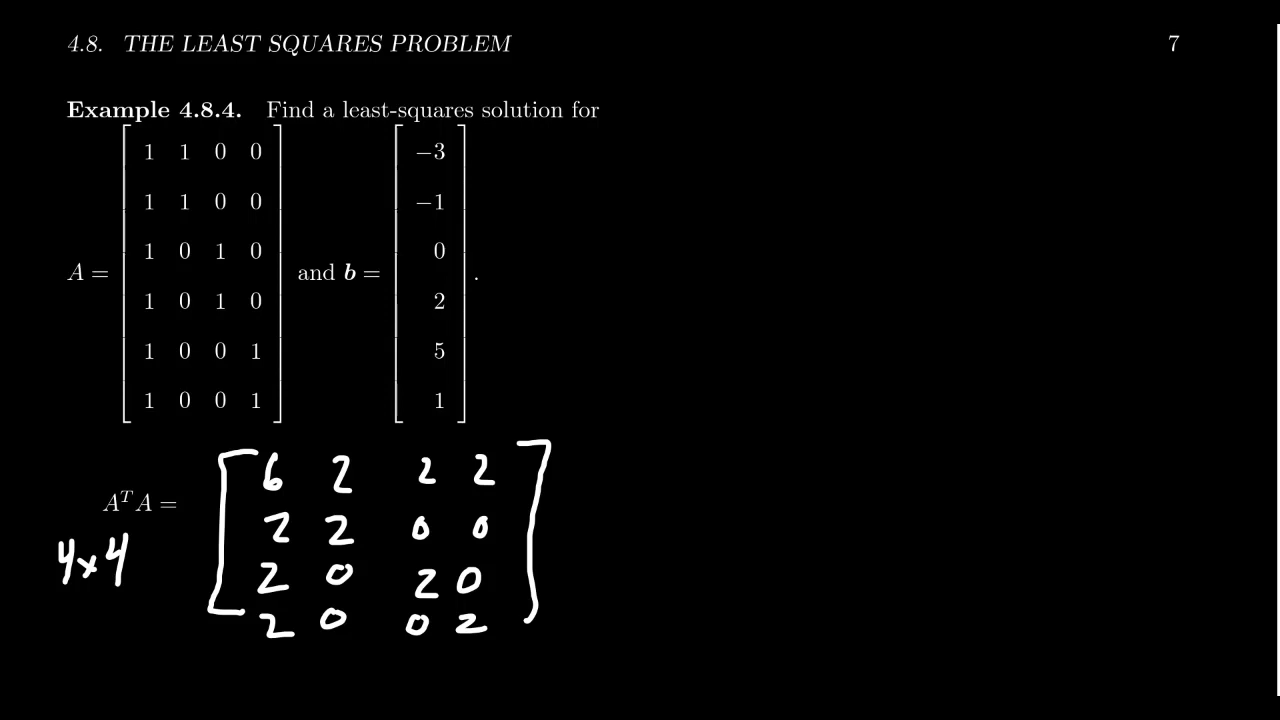 4.8. THE LEAST SQUARES PROBLEM 7
Example 4.8.4. Find a least-squares solution for
1 1 0 0 −3
1 1 0 0 −1
1 0 1 0 0
A = and b = .
1 0 1 0 2
1 0 0 1 5
1 0 0 1 1
6 2 2 2
AᵀA =
2 2 0 0
4x4
2 0 2 0
2 0 0 2